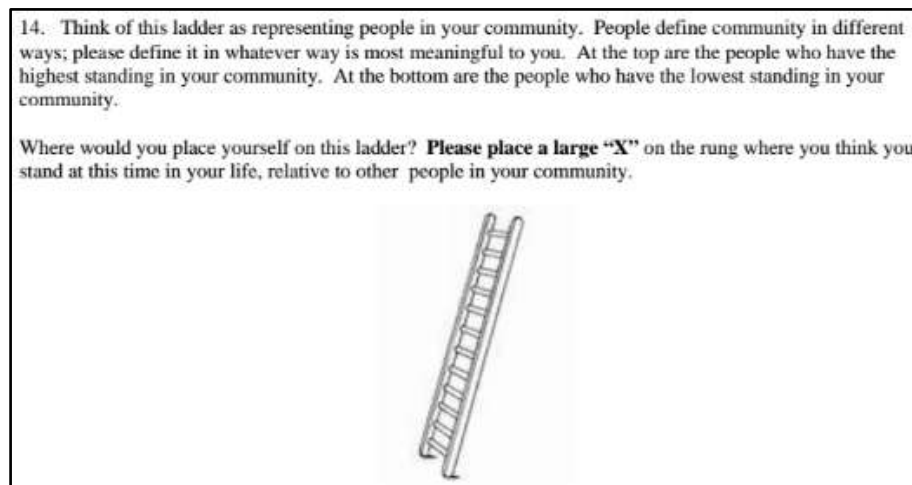 14. Think of this ladder as representing people in your community. People define community in different
ways; please define it in whatever way is most meaningful to you. At the top are the people who have the
highest standing in your community. At the bottom are the people who have the lowest standing in your
community.
Where would you place yourself on this ladder? Please place a large “X” on the rung where you think you
stand at this time in your life, relative to other people in your community.